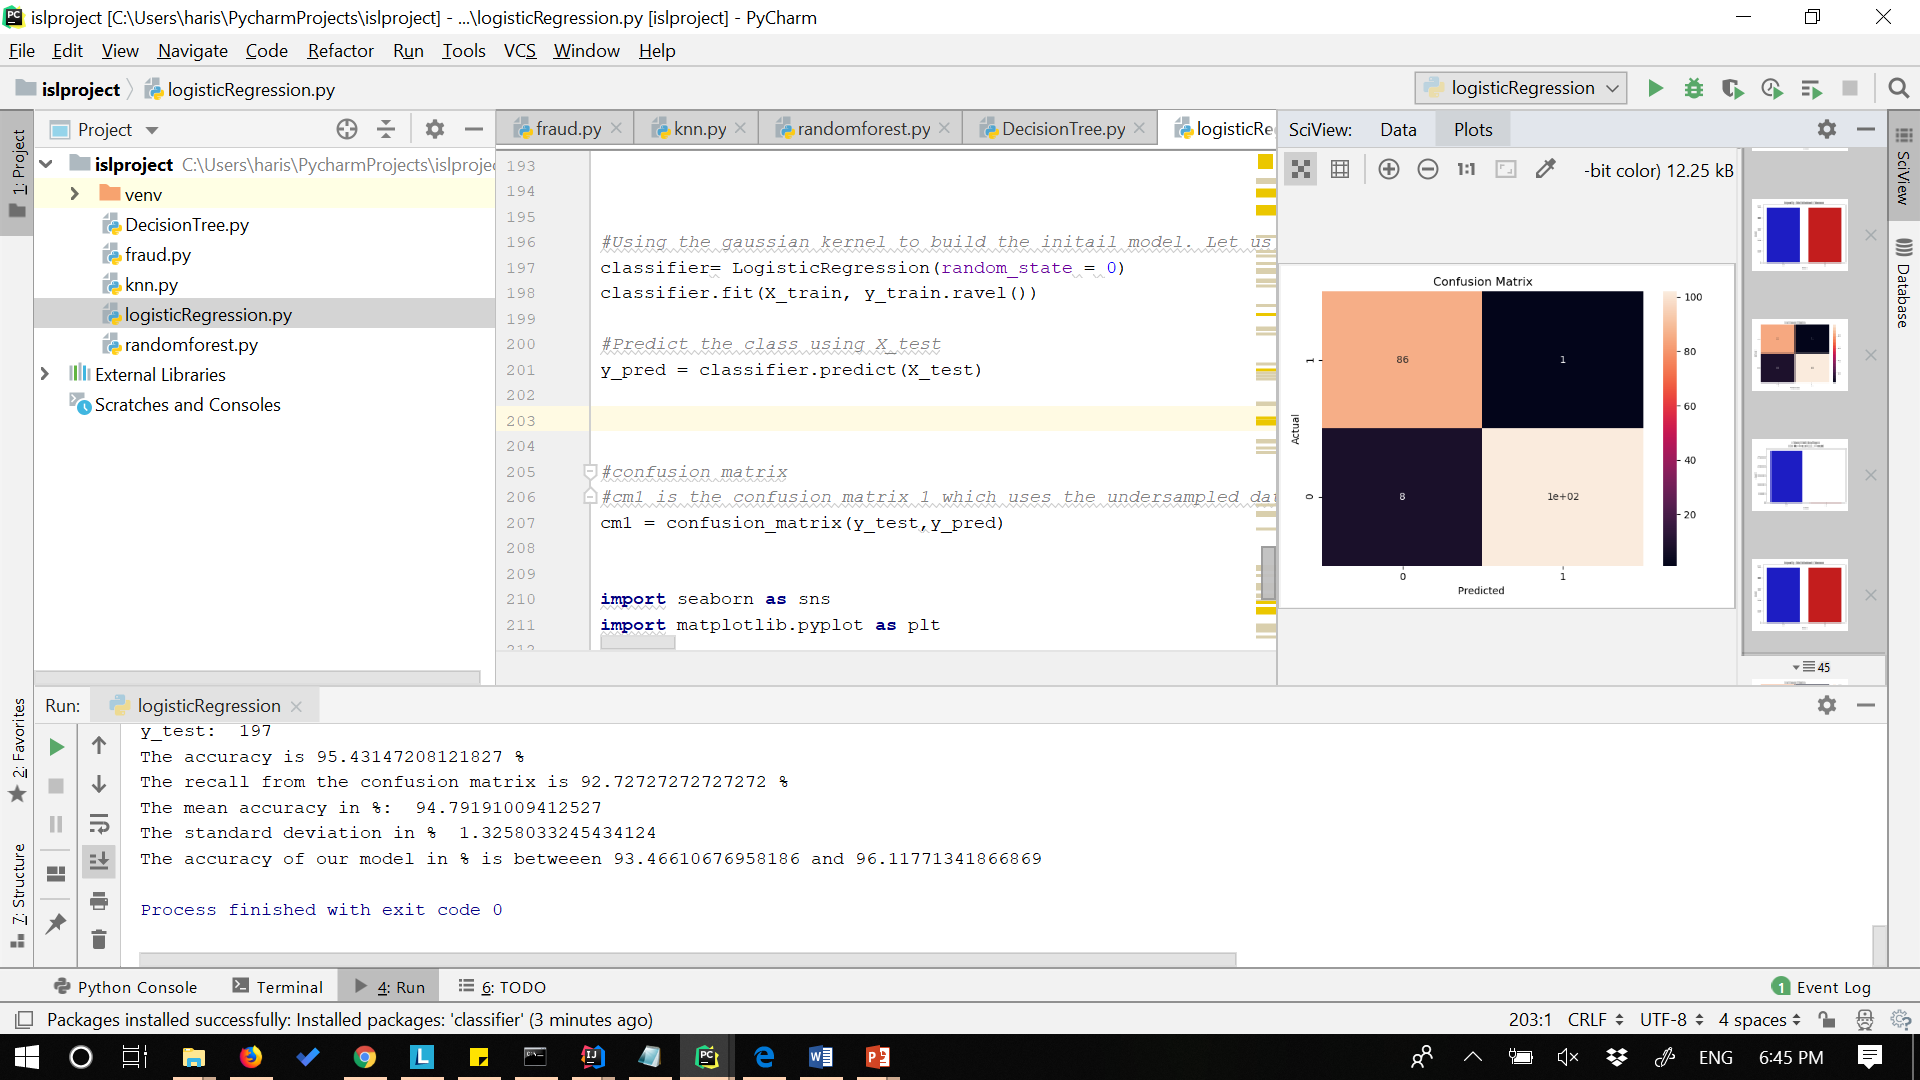 islproject [C:\Users\haris\PycharmProjects\islproject] - ...\logisticRegression.py [islproject] - PyCharm
File Edit View Navigate Code Refactor Run Tools VCS Window Help
islproject logisticRegression.py
logisticRegression
Project
fraud.py knn.py randomforest.py DecisionTree.py logisticRe
SciView: Data Plots
1: Project
islproject C:\Users\haris\PycharmProjects\islprojec
venv
DecisionTree.py
fraud.py
knn.py
logisticRegression.py
randomforest.py
External Libraries
Scratches and Consoles
193
194
195
196 #Using the gaussian kernel to build the initail model. Let us
197 classifier= LogisticRegression(random_state = 0)
198 classifier.fit(X_train, y_train.ravel())
199
200 #Predict the class using X_test
201 y_pred = classifier.predict(X_test)
202
203
204
205 #confusion matrix
206 #cm1 is the confusion matrix 1 which uses the undersampled dat
207 cm1 = confusion_matrix(y_test,y_pred)
208
209
210 import seaborn as sns
211 import matplotlib.pyplot as plt
212
1:1 -bit color) 12.25 kB
Confusion Matrix
86 1
8 1e+02
1
0
Actual
0 1
Predicted
100
80
60
40
20
45
SciView
Database
2: Favorites
7: Structure
Run: logisticRegression
y_test: 197
The accuracy is 95.43147208121827 %
The recall from the confusion matrix is 92.72727272727272 %
The mean accuracy in %: 94.79191009412527
The standard deviation in % 1.3258033245434124
The accuracy of our model in % is betweeen 93.46610676958186 and 96.11771341866869
Process finished with exit code 0
Python Console Terminal 4: Run 6: TODO 1 Event Log
Packages installed successfully: Installed packages: 'classifier' (3 minutes ago) 203:1 CRLF UTF-8 4 spaces
ENG 6:45 PM